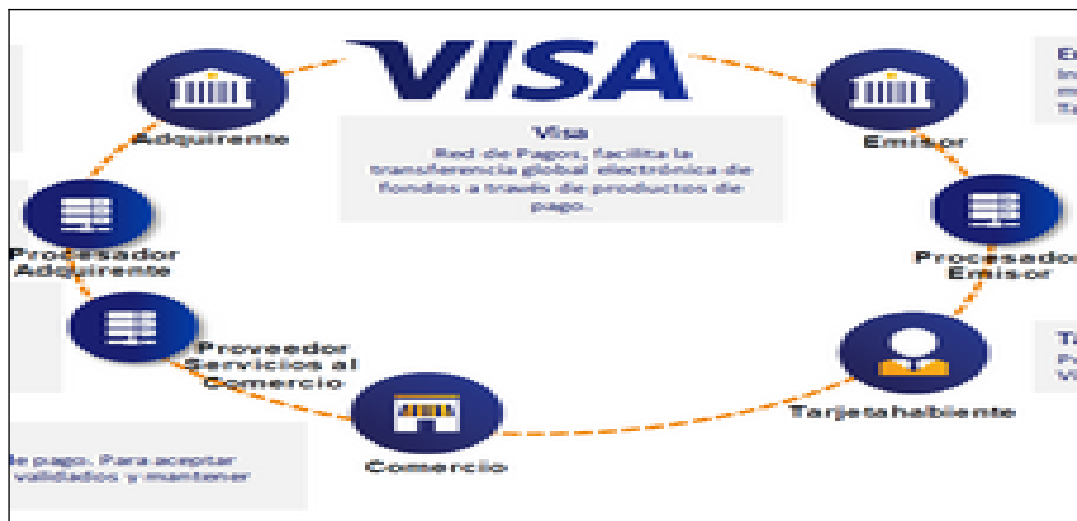 VISA
Adquirente
Emisor
Visa
Red de Pagos, facilita la
transferencia global electrónica de
fondos a través de productos de
pago.
Procesador
Adquirente
Procesador
Emisor
Proveedor
Servicios al
Comercio
Tarjetahabiente
Comercio
de pago. Para aceptar
validados y mantener